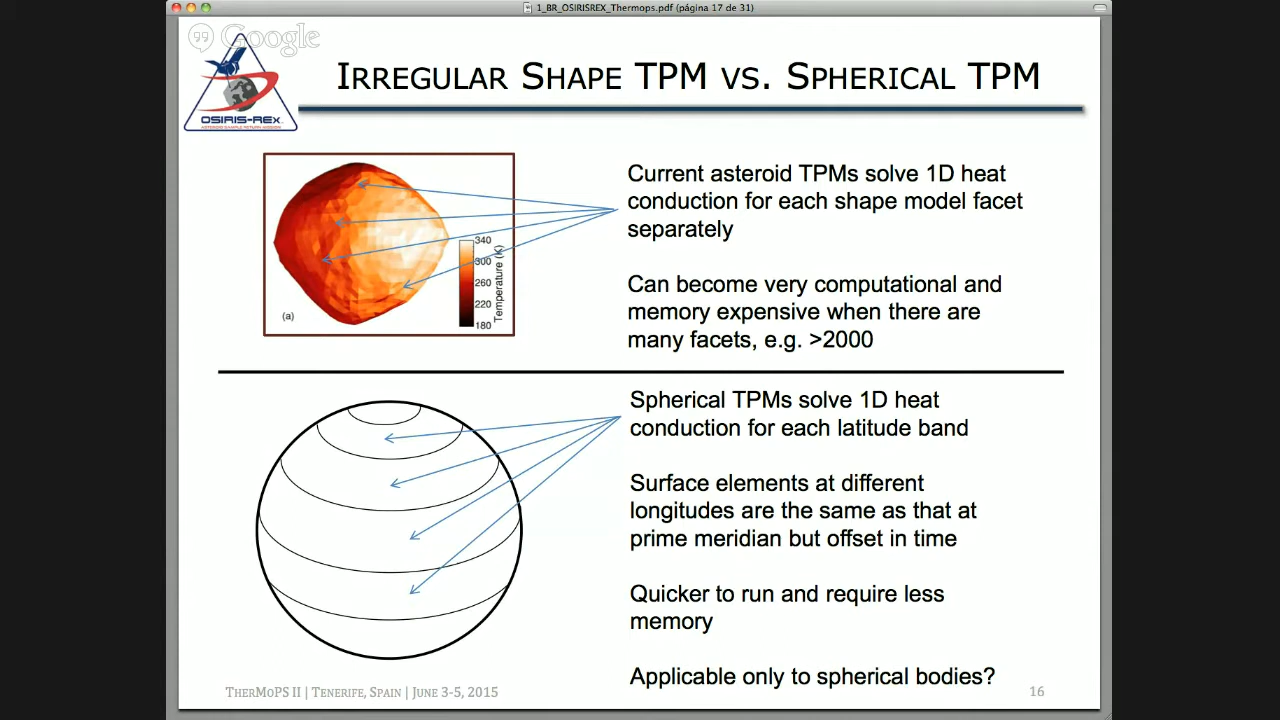 1_BR_OSIRISREX_Thermops.pdf (página 17 de 31)
Google
IRREGULAR SHAPE TPM VS. SPHERICAL TPM
OSIRIS-REx
ASTEROID SAMPLE RETURN MISSION
Current asteroid TPMs solve 1D heat
conduction for each shape model facet
separately
Can become very computational and
memory expensive when there are
many facets, e.g. >2000
340
300
260
220
180
Temperature (K)
(a)
Spherical TPMs solve 1D heat
conduction for each latitude band
Surface elements at different
longitudes are the same as that at
prime meridian but offset in time
Quicker to run and require less
memory
Applicable only to spherical bodies?
THERMOPS II | TENERIFE, SPAIN | JUNE 3-5, 2015
16